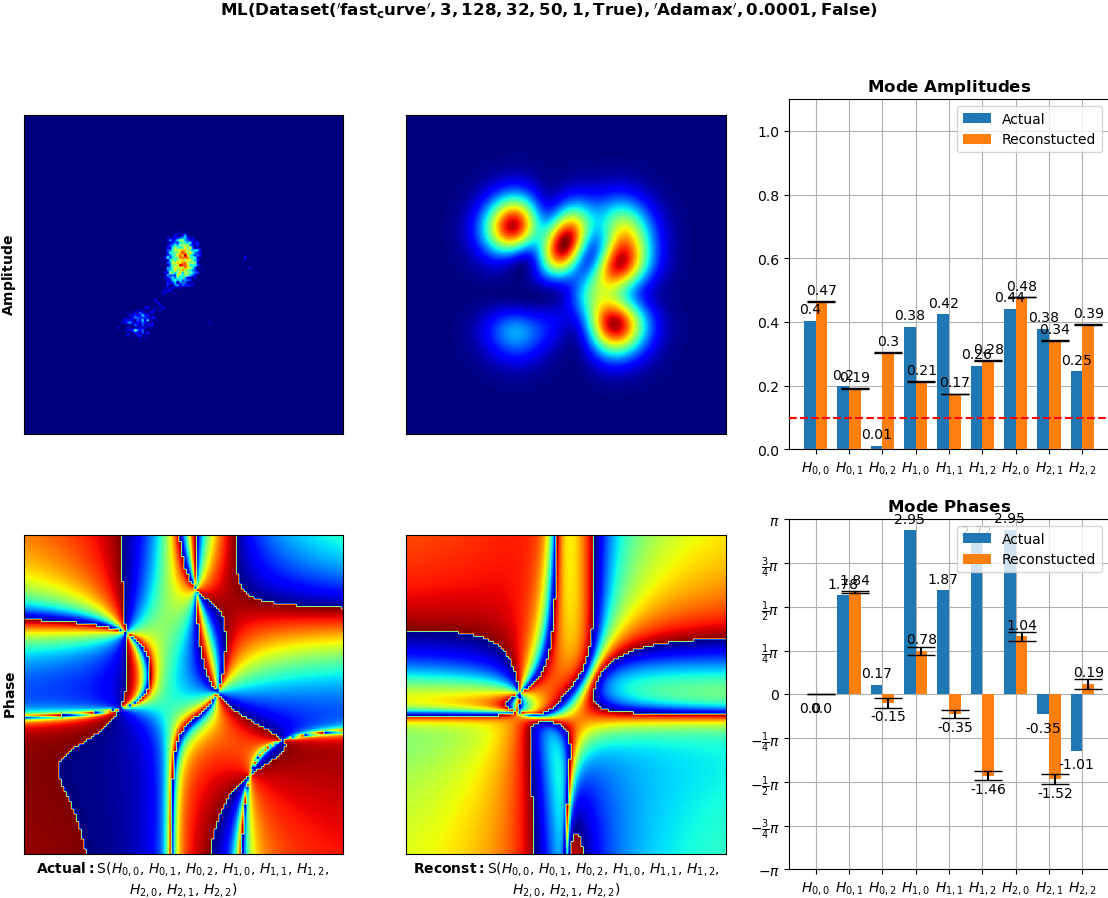 ML(Dataset('fast_curve', 3, 128, 32, 50, 1, True), 'Adamax', 0.0001, False)
Mode Amplitudes
Actual
Reconstucted
Amplitude
1.0
0.8
0.6
0.4
0.2
0.0
0.4
0.47
0.2
0.19
0.01
0.3
0.38
0.21
0.42
0.17
0.26
0.28
0.44
0.48
0.38
0.34
0.25
0.39
H0,0 H0,1 H0,2 H1,0 H1,1 H1,2 H2,0 H2,1 H2,2
Mode Phases
Actual
Reconstucted
Phase
π
3/4π
1/2π
1/4π
0
−1/4π
−1/2π
−3/4π
−π
0.0
0.0
1.78
1.84
0.17
-0.15
2.95
0.78
1.87
-0.35
-1.46
2.95
1.04
-0.35
-1.52
-1.01
0.19
H0,0 H0,1 H0,2 H1,0 H1,1 H1,2 H2,0 H2,1 H2,2
Actual: S(H0,0, H0,1, H0,2, H1,0, H1,1, H1,2,
H2,0, H2,1, H2,2)
Reconst: S(H0,0, H0,1, H0,2, H1,0, H1,1, H1,2,
H2,0, H2,1, H2,2)